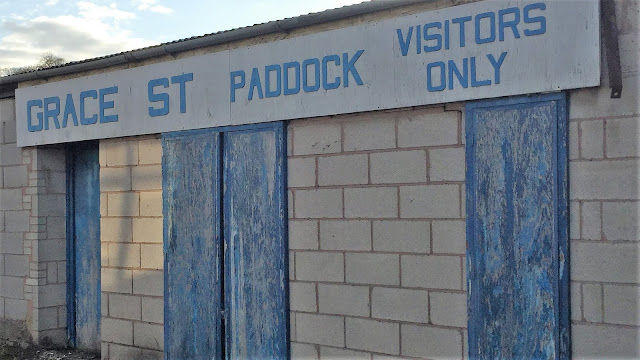 GRACE ST PADDOCK VISITORS
ONLY